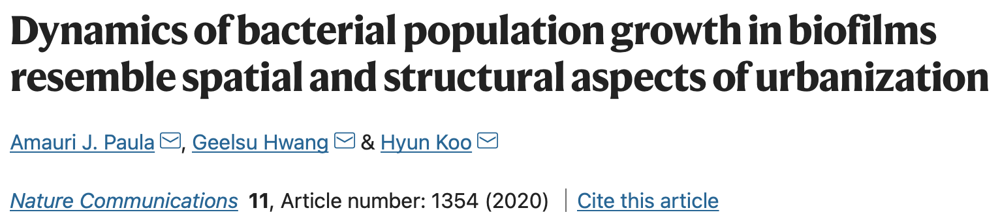 Dynamics of bacterial population growth in biofilms
resemble spatial and structural aspects of urbanization
Amauri J. Paula, Geelsu Hwang & Hyun Koo
Nature Communications 11, Article number: 1354 (2020) | Cite this article